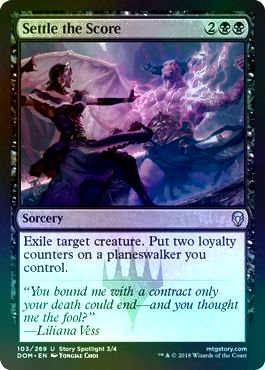 Settle the Score 2
Sorcery
Exile target creature. Put two loyalty
counters on a planeswalker you
control.
“You bound me with a contract only
your death could end—and you thought
me the fool?”
—Liliana Vess
103/269 U Story Spotlight 3/4
DOM • EN Yongjae Choi
mtgstory.com
™ & © 2018 Wizards of the Coast